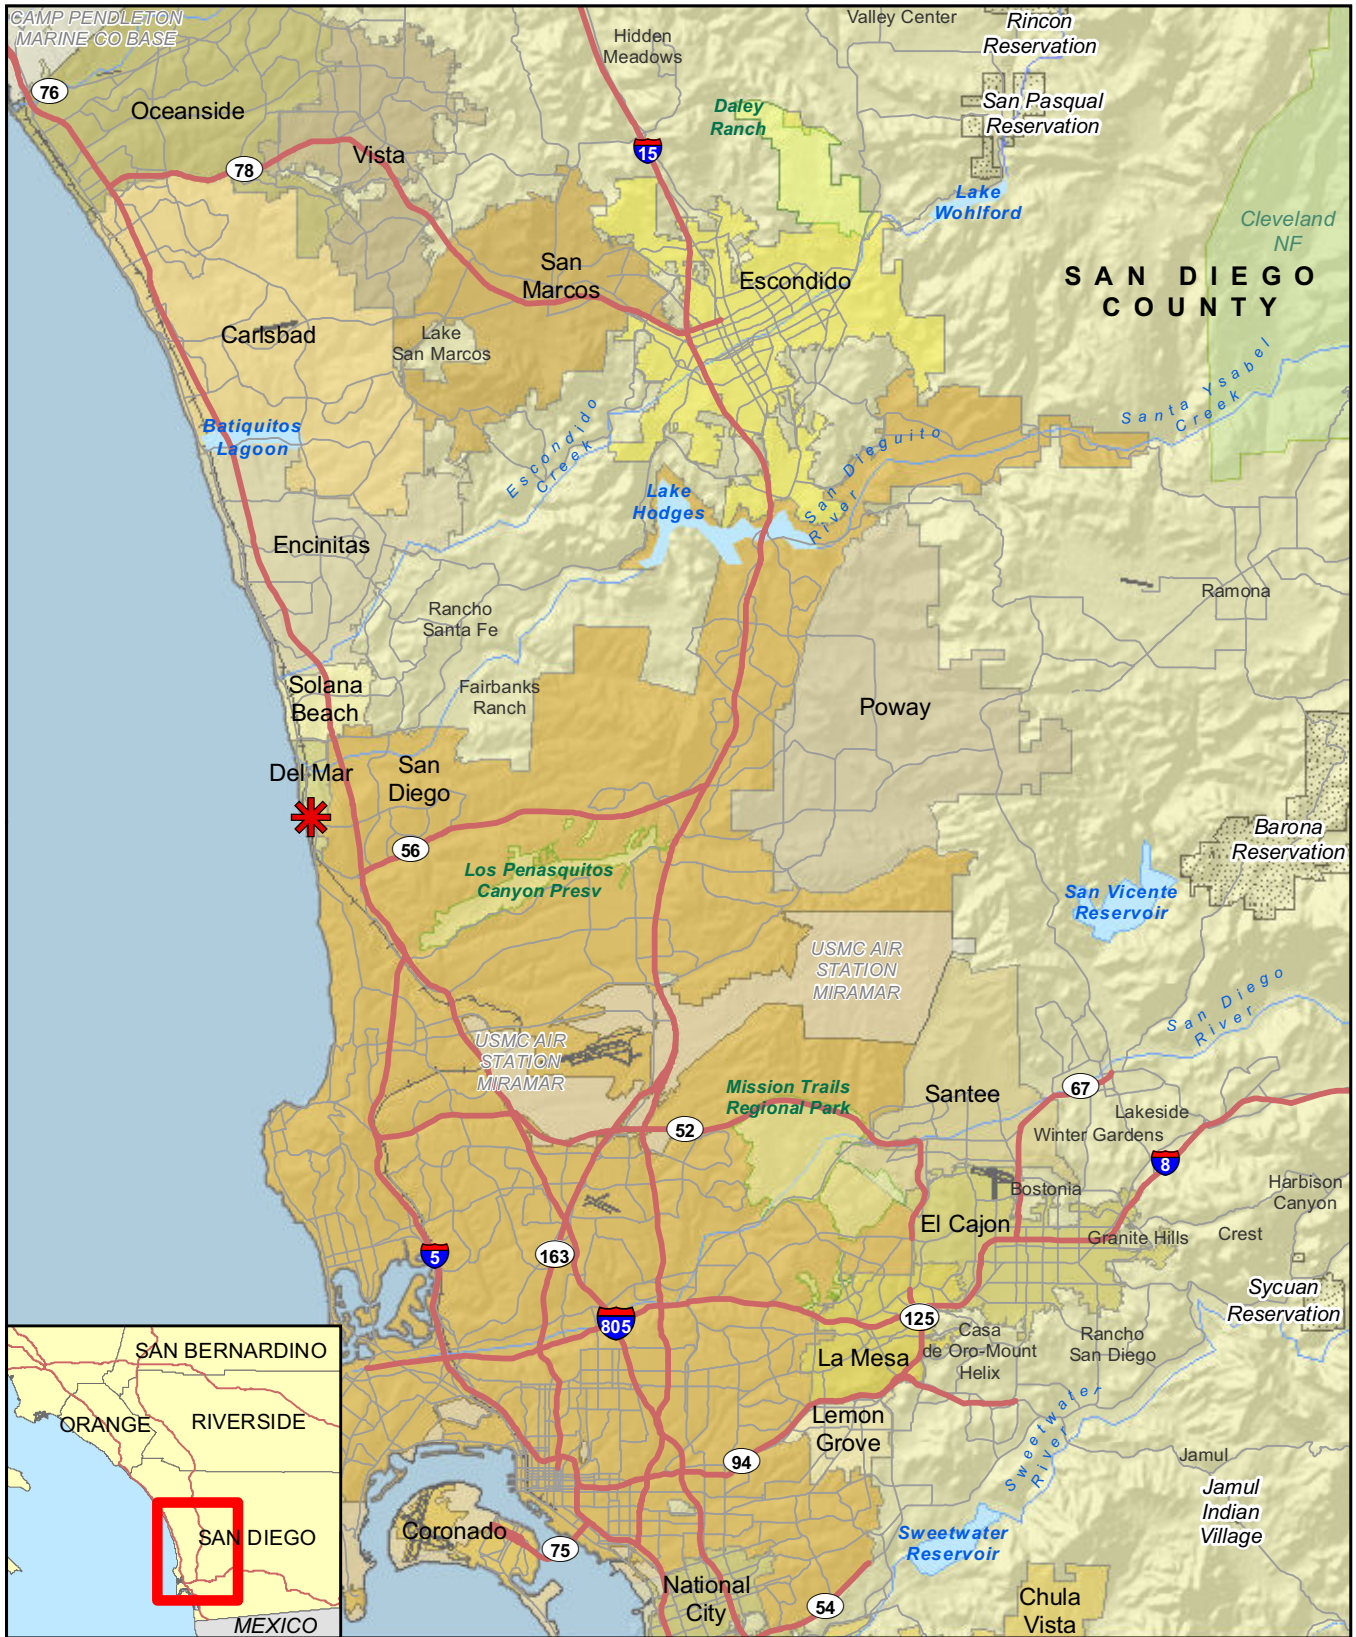 CAMP PENDLETON
MARINE CO BASE
Valley Center
Rincon
Reservation
Hidden
Meadows
76
Oceanside
Daley
Ranch
San Pasqual
Reservation
15
Vista
78
Lake
Wohlford
Cleveland
NF
San
Marcos
Escondido
SAN DIEGO
COUNTY
Carlsbad
Lake
San Marcos
Santa Ysabel
Creek
Batiquitos
Lagoon
Escondido
Creek
San Dieguito
River
Lake
Hodges
Encinitas
Ramona
Rancho
Santa Fe
Solana
Beach
Fairbanks
Ranch
Poway
Del Mar
San
Diego
56
Los Penasquitos
Canyon Presv
Barona
Reservation
San Vicente
Reservoir
USMC AIR
STATION
MIRAMAR
San Diego
River
USMC AIR
STATION
MIRAMAR
Mission Trails
Regional Park
Santee
67
Lakeside
52
Winter Gardens
8
Bostonia
Harbison
Canyon
El Cajon
Granite Hills
Crest
5
163
Sycuan
Reservation
805
125
Casa
de Oro-Mount
Helix
Rancho
San Diego
La Mesa
SAN BERNARDINO
ORANGE
RIVERSIDE
Lemon
Grove
Sweetwater
River
94
Jamul
Jamul
Indian
Village
SAN DIEGO
Coronado
75
Sweetwater
Reservoir
National
City
54
Chula
Vista
MEXICO